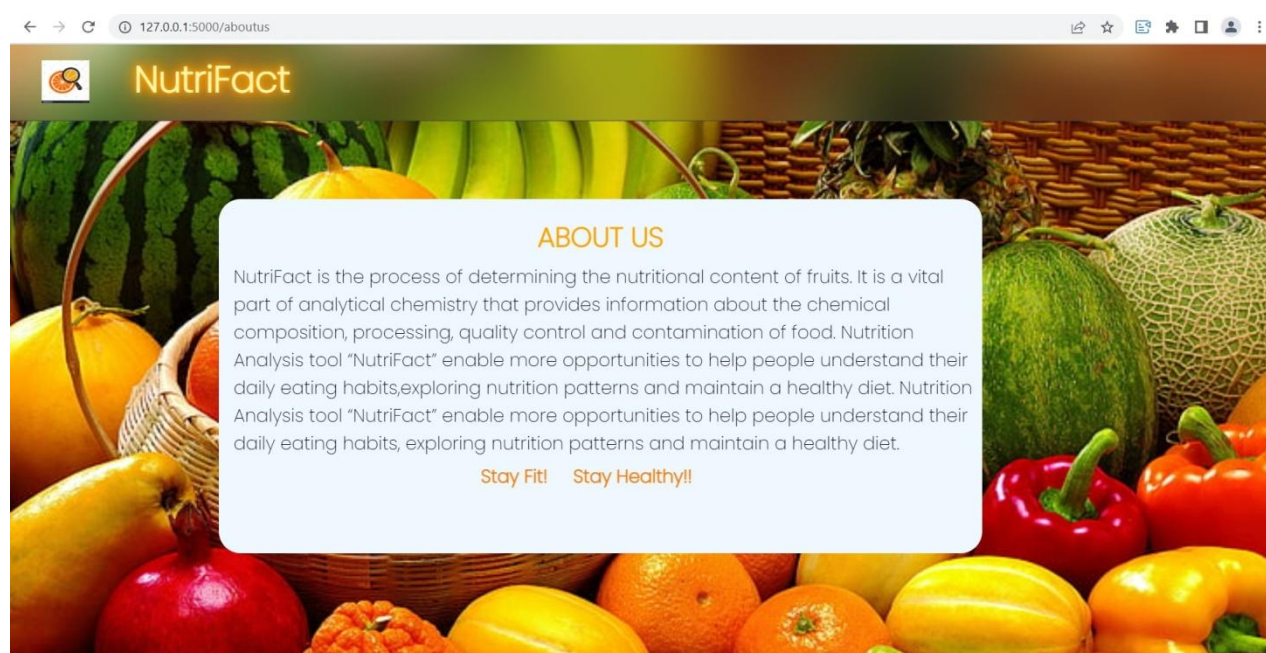 127.0.0.1:5000/aboutus
NutriFact
ABOUT US
NutriFact is the process of determining the nutritional content of fruits. It is a vital
part of analytical chemistry that provides information about the chemical
composition, processing, quality control and contamination of food. Nutrition
Analysis tool “NutriFact” enable more opportunities to help people understand their
daily eating habits,exploring nutrition patterns and maintain a healthy diet. Nutrition
Analysis tool “NutriFact” enable more opportunities to help people understand their
daily eating habits, exploring nutrition patterns and maintain a healthy diet.
Stay Fit! Stay Healthy!!